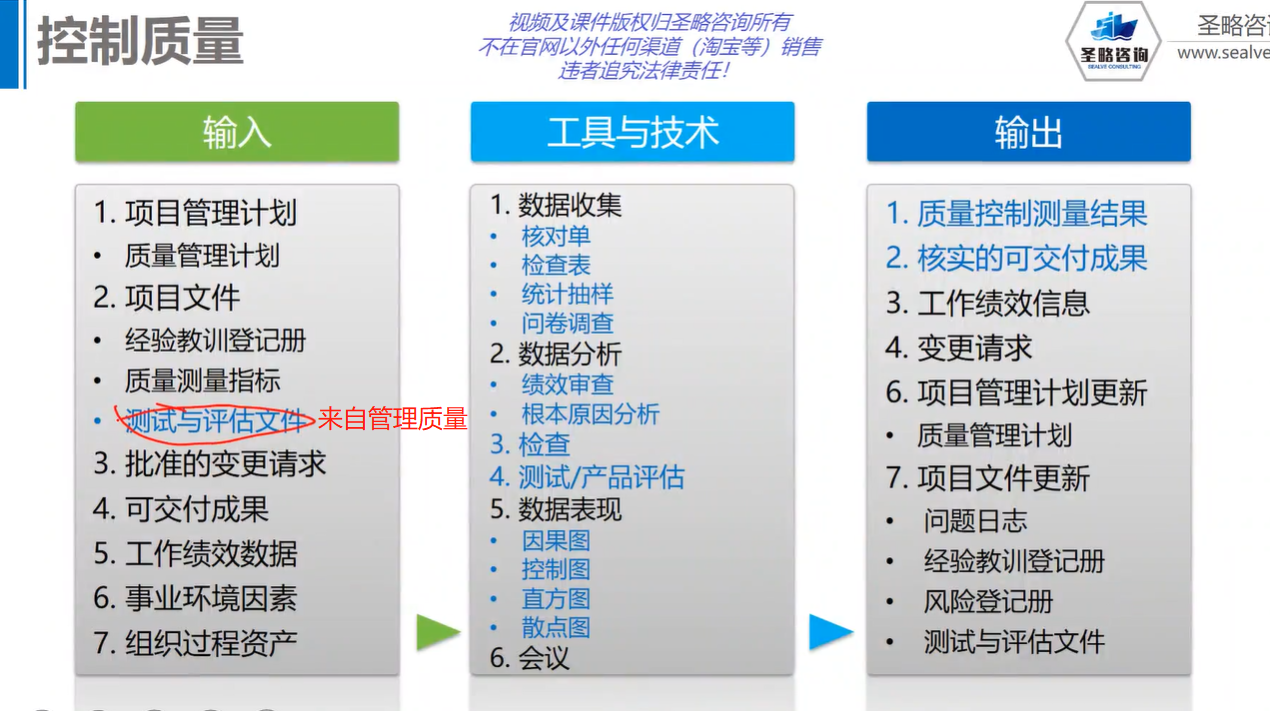 控制质量
视频及课件版权归圣略咨询所有
不在官网以外任何渠道（淘宝等）销售
违者追究法律责任！
圣略咨询
SEALVE CONSULTING
圣略咨
www.sealve
输入
1. 项目管理计划
• 质量管理计划
2. 项目文件
• 经验教训登记册
• 质量测量指标
• 测试与评估文件 来自管理质量
3. 批准的变更请求
4. 可交付成果
5. 工作绩效数据
6. 事业环境因素
7. 组织过程资产
工具与技术
1. 数据收集
• 核对单
• 检查表
• 统计抽样
• 问卷调查
2. 数据分析
• 绩效审查
• 根本原因分析
3. 检查
4. 测试/产品评估
5. 数据表现
• 因果图
• 控制图
• 直方图
• 散点图
6. 会议
输出
1. 质量控制测量结果
2. 核实的可交付成果
3. 工作绩效信息
4. 变更请求
6. 项目管理计划更新
• 质量管理计划
7. 项目文件更新
• 问题日志
• 经验教训登记册
• 风险登记册
• 测试与评估文件